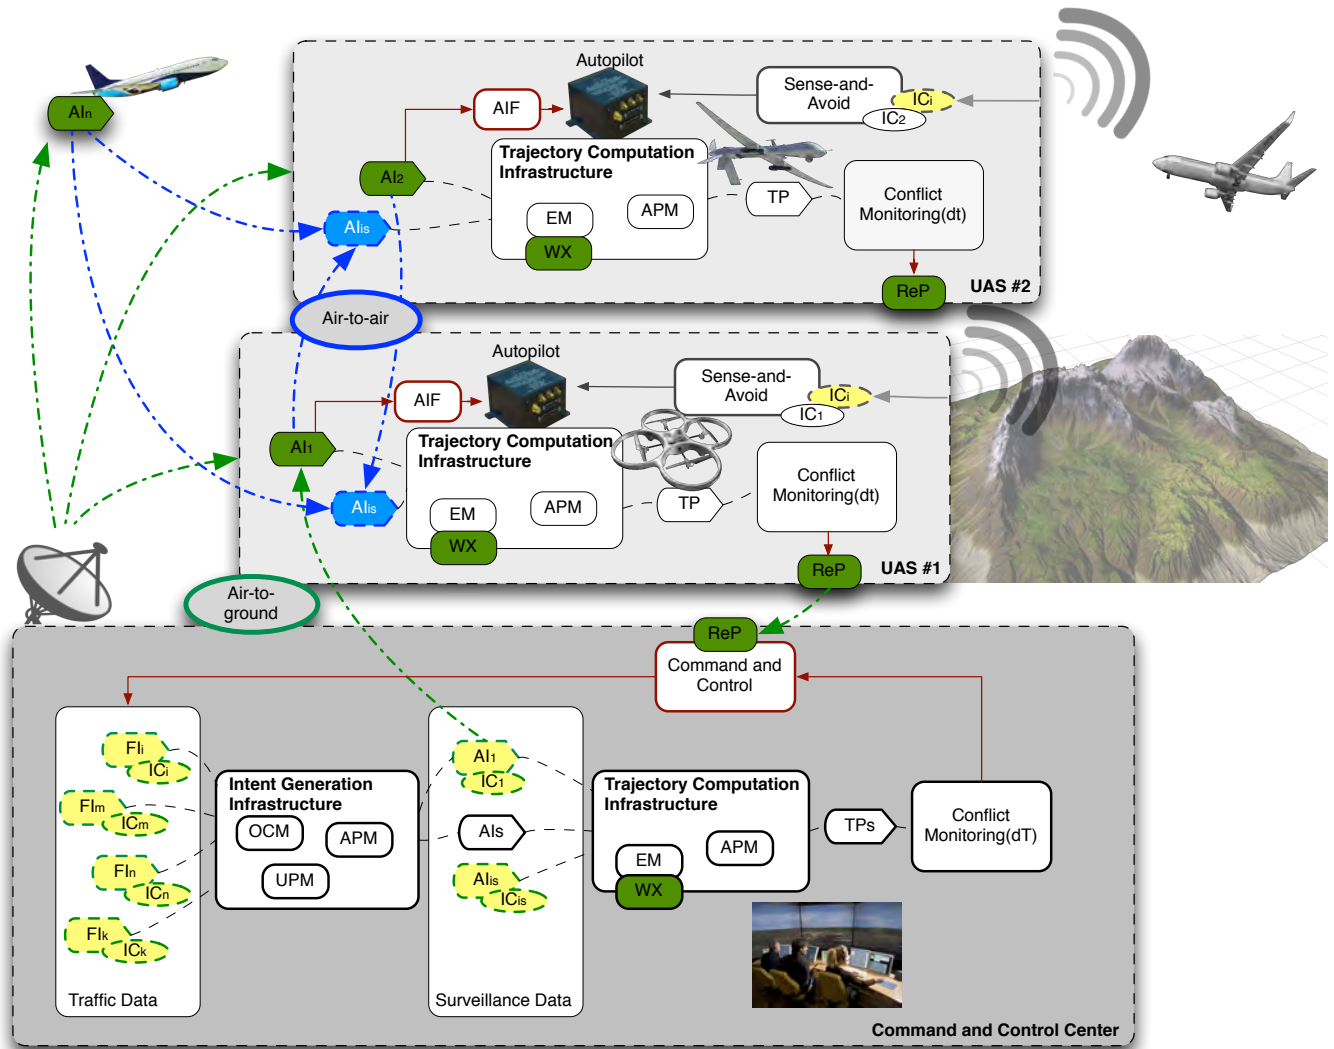 AIn
Autopilot
AIF
Sense-and-
Avoid
ICi
IC2
Trajectory Computation
Infrastructure
AI2
AIis
EM
APM
WX
TP
Conflict
Monitoring(dt)
ReP
UAS #2
Air-to-air
Autopilot
AIF
Sense-and-
Avoid
ICi
IC1
Trajectory Computation
Infrastructure
AI1
AIis
EM
APM
WX
TP
Conflict
Monitoring(dt)
ReP
UAS #1
Air-to-
ground
ReP
Command and
Control
FIi
ICi
FIm
ICm
FIn
ICn
FIk
ICk
Traffic Data
Intent Generation
Infrastructure
OCM
APM
UPM
AI1
IC1
AIs
AIis
ICis
Surveillance Data
Trajectory Computation
Infrastructure
EM
APM
WX
TPs
Conflict
Monitoring(dT)
Command and Control Center